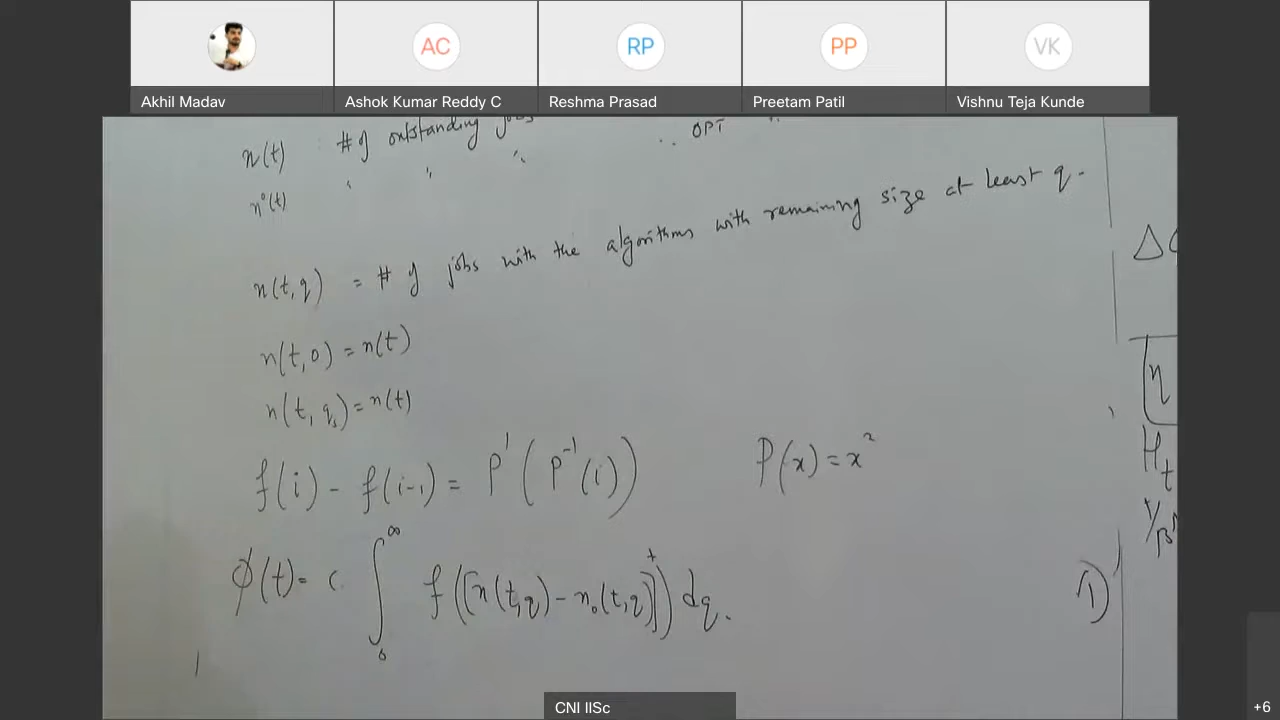 AC
RP
PP
VK
Akhil Madav
Ashok Kumar Reddy C
Reshma Prasad
Preetam Patil
Vishnu Teja Kunde
n(t) # of outstanding jobs
n°(t) " " " .. OPT ".
n(t,q) = # of jobs with the algorithms with remaining size at least q.
n(t,0) = n(t)
n(t,q) = n(t)
f(i) - f(i-1) = P'(P⁻¹(i)) P(x) = x²
φ(t) = c ∫₀^∞ f([n(t,q) - n₀(t,q)]⁺) dq.
①
η
H_t
CNI IISc
+6